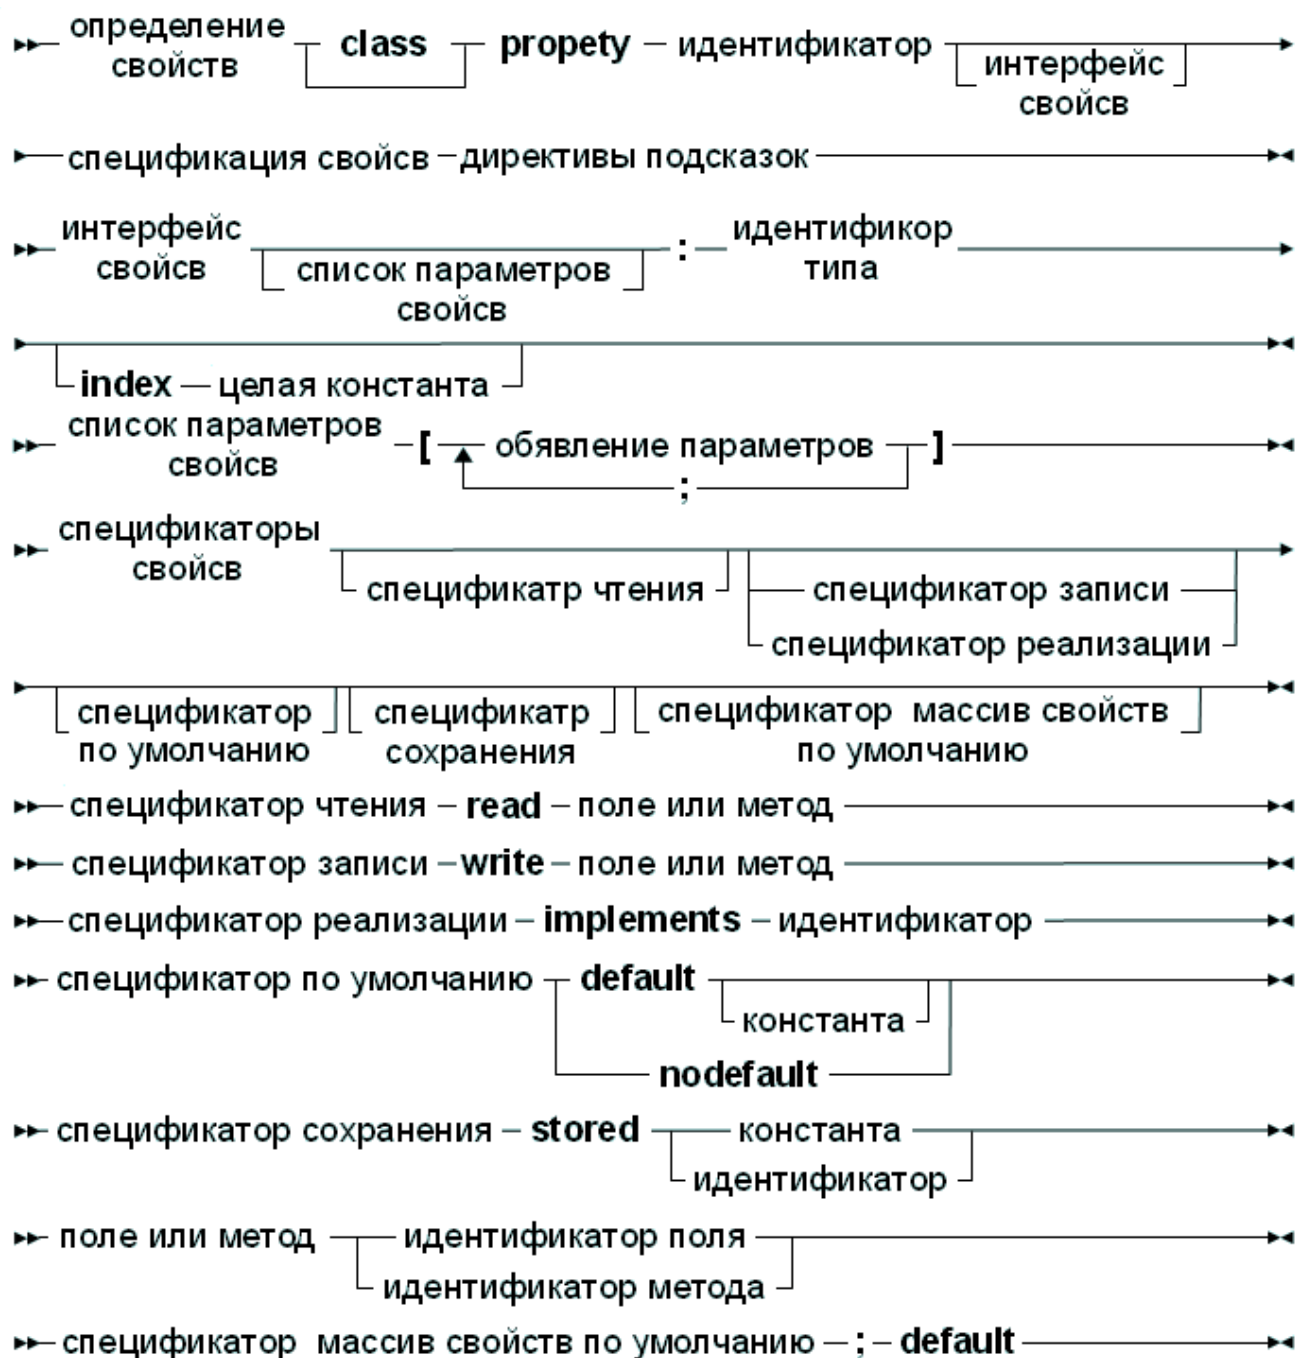 определение свойств class propety идентификатор интерфейс свойсв
спецификация свойсв директивы подсказок
интерфейс свойсв список параметров свойсв : идентификор типа
index целая константа
список параметров свойсв [ обявление параметров ; ]
спецификаторы свойсв спецификатр чтения спецификатор записи
спецификатор реализации
спецификатор по умолчанию спецификатр сохранения спецификатор массив свойств по умолчанию
спецификатор чтения read поле или метод
спецификатор записи write поле или метод
спецификатор реализации implements идентификатор
спецификатор по умолчанию default константа
nodefault
спецификатор сохранения stored константа
идентификатор
поле или метод идентификатор поля
идентификатор метода
спецификатор массив свойств по умолчанию ; default